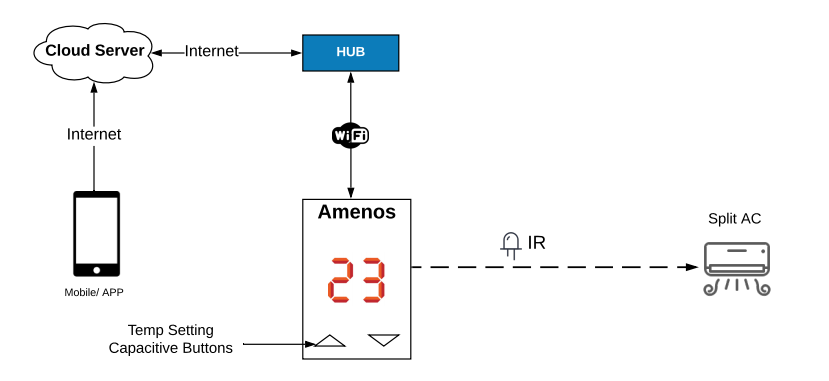 Cloud Server
Internet
HUB
Internet
WiFi
Amenos
Split AC
IR
23
Mobile/ APP
Temp Setting
Capacitive Buttons